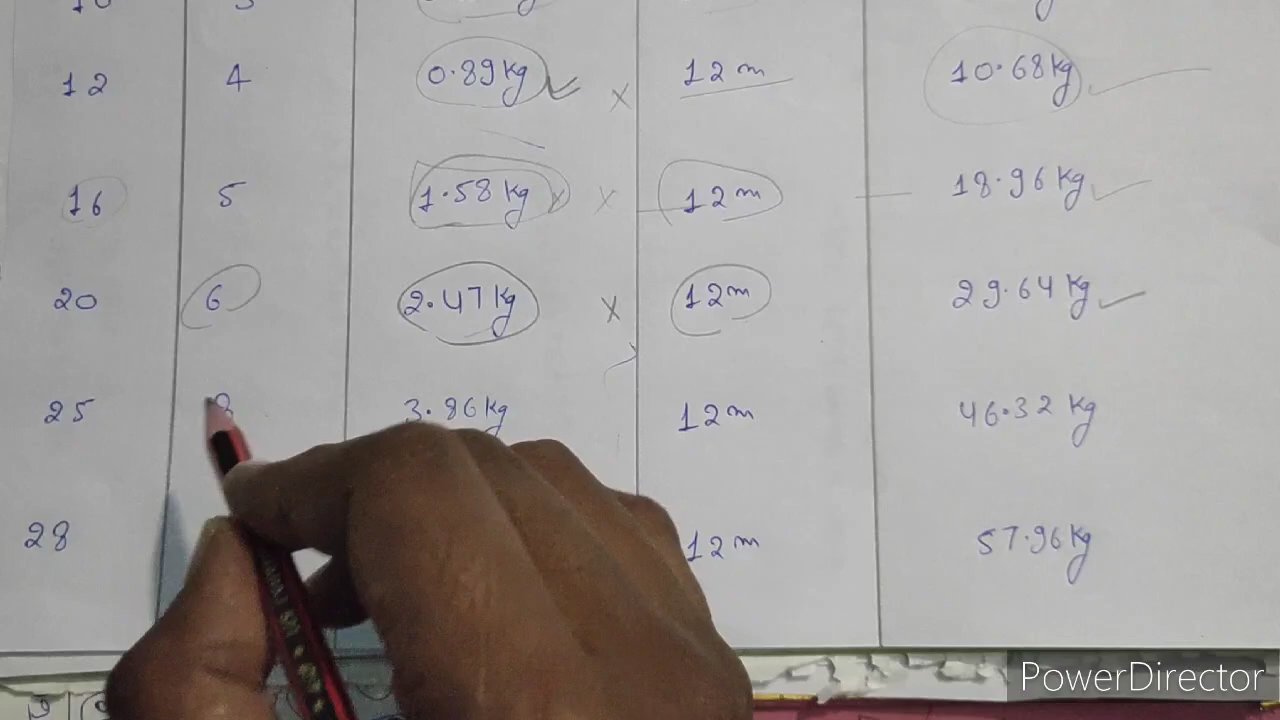 12 4 0.89 kg ✓ x 12 m 10.68 kg
16 5 1.58 kg x 12 m 18.96 kg
20 6 2.47 kg x 12 m 29.64 kg
25 8 3.86 kg 12 m 46.32 kg
28 12 m 57.96 kg
PowerDirector